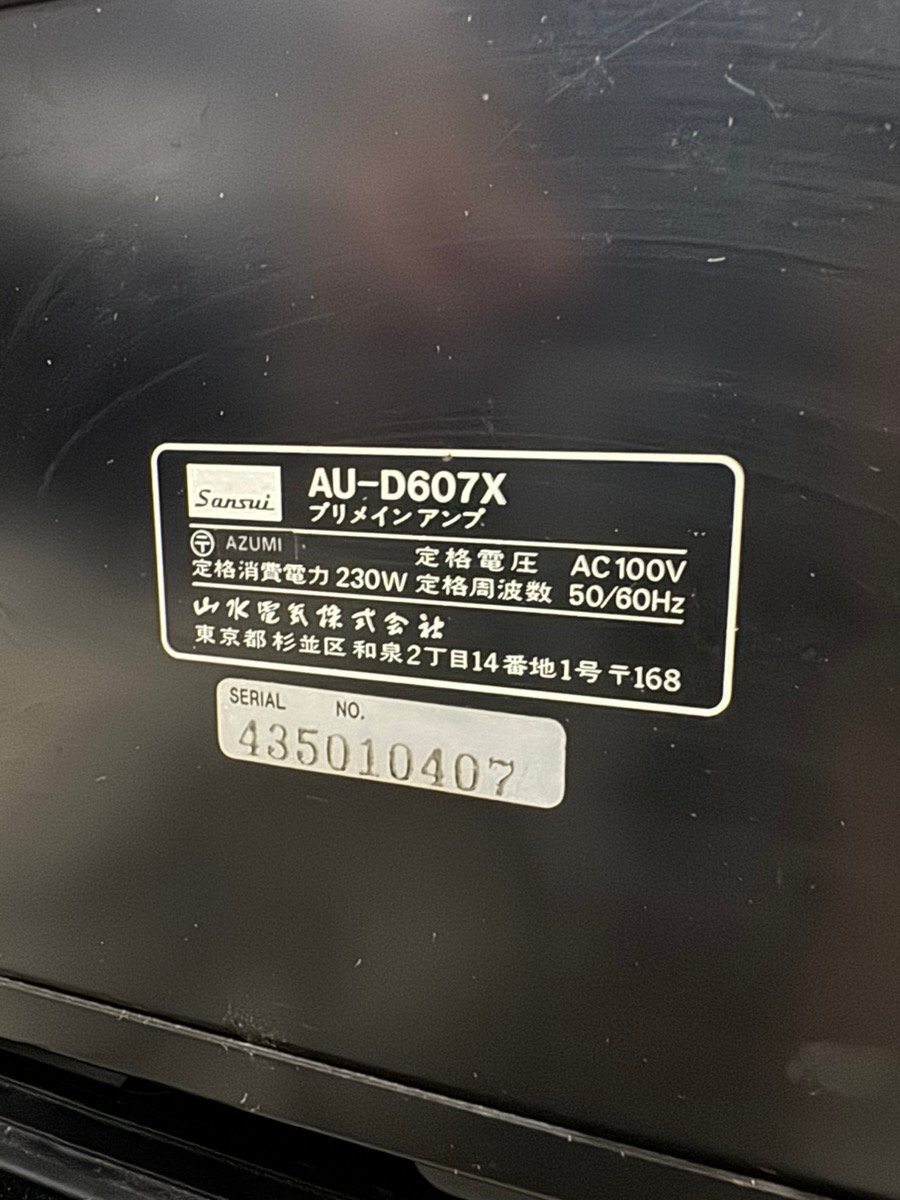 Sansui
AU-D607X
プリメインアンプ
〒 AZUMI 定格電圧 AC100V
定格消費電力 230W 定格周波数 50/60Hz
山水電気株式会社
東京都杉並区和泉2丁目14番地1号〒168
SERIAL NO.
435010407